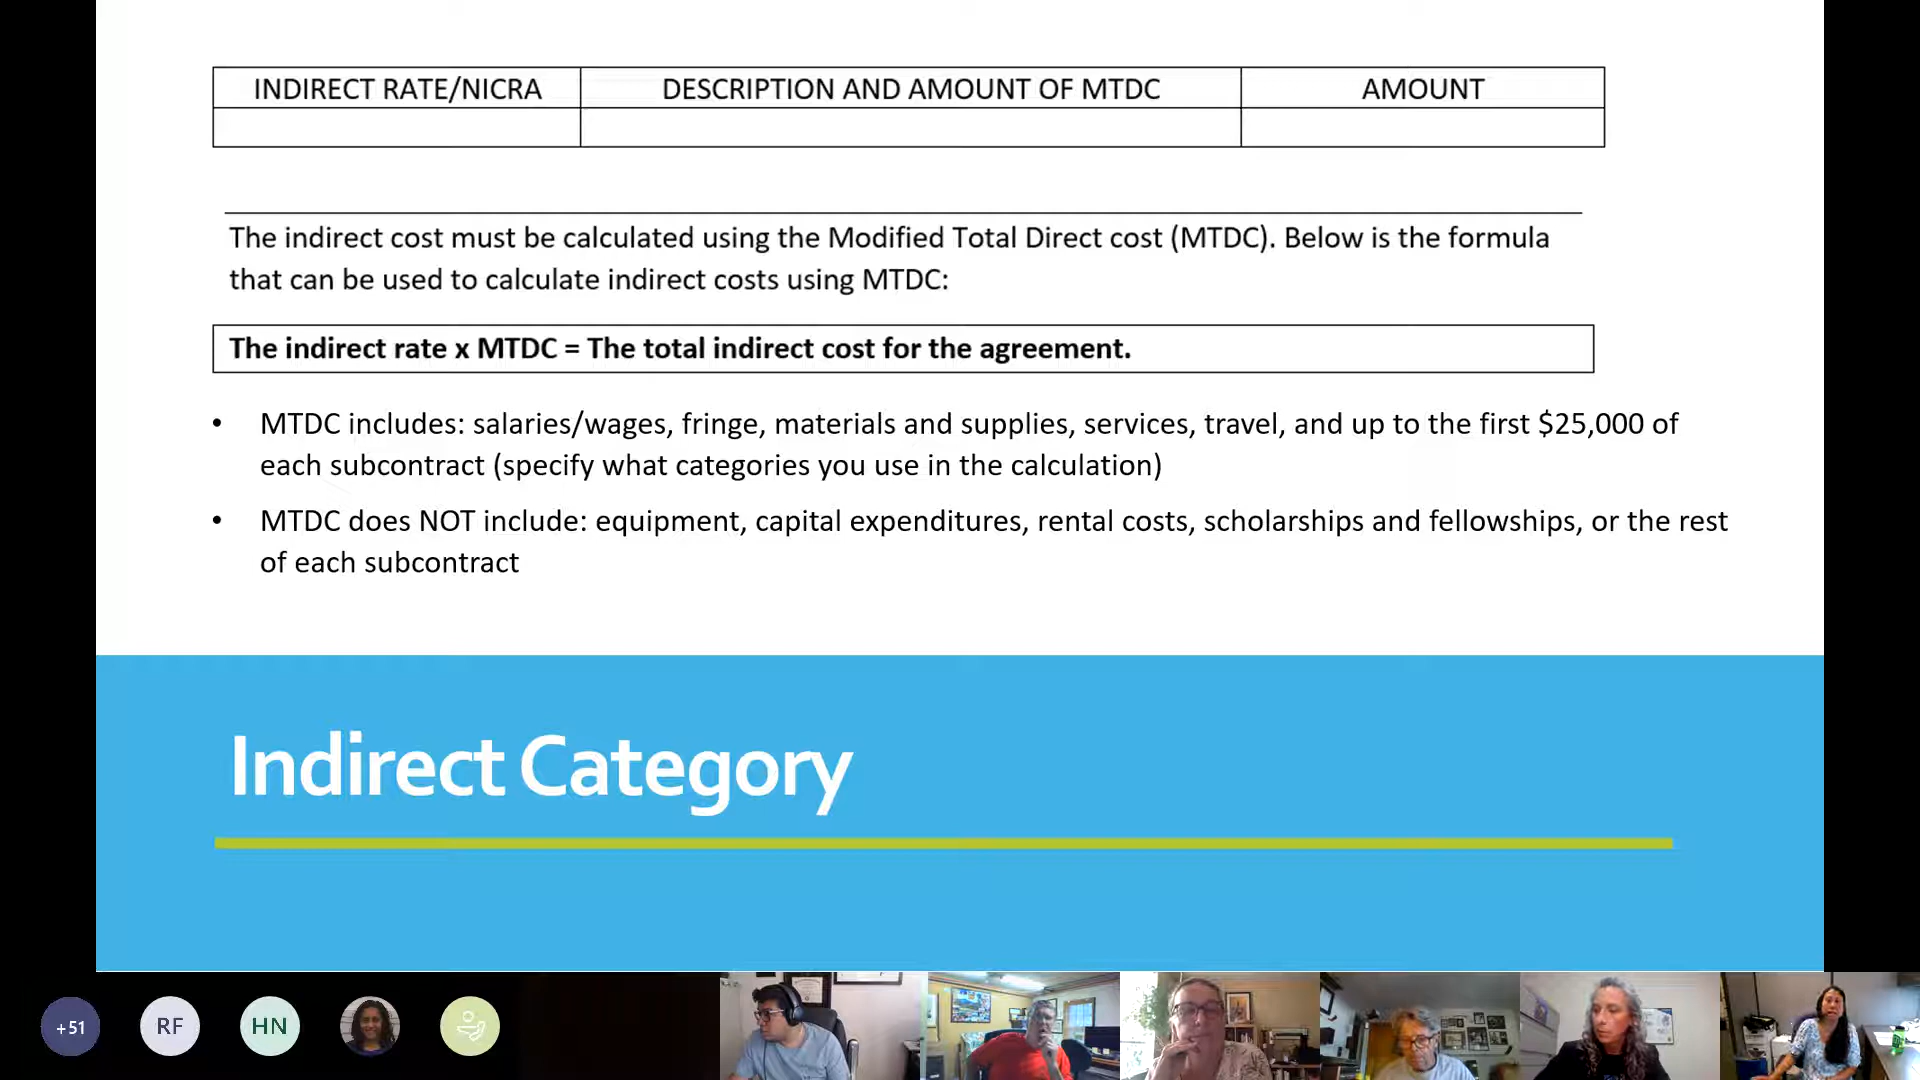 INDIRECT RATE/NICRA DESCRIPTION AND AMOUNT OF MTDC AMOUNT
The indirect cost must be calculated using the Modified Total Direct cost (MTDC). Below is the formula
that can be used to calculate indirect costs using MTDC:
The indirect rate x MTDC = The total indirect cost for the agreement.
• MTDC includes: salaries/wages, fringe, materials and supplies, services, travel, and up to the first $25,000 of
each subcontract (specify what categories you use in the calculation)
• MTDC does NOT include: equipment, capital expenditures, rental costs, scholarships and fellowships, or the rest
of each subcontract
Indirect Category
+51 RF HN